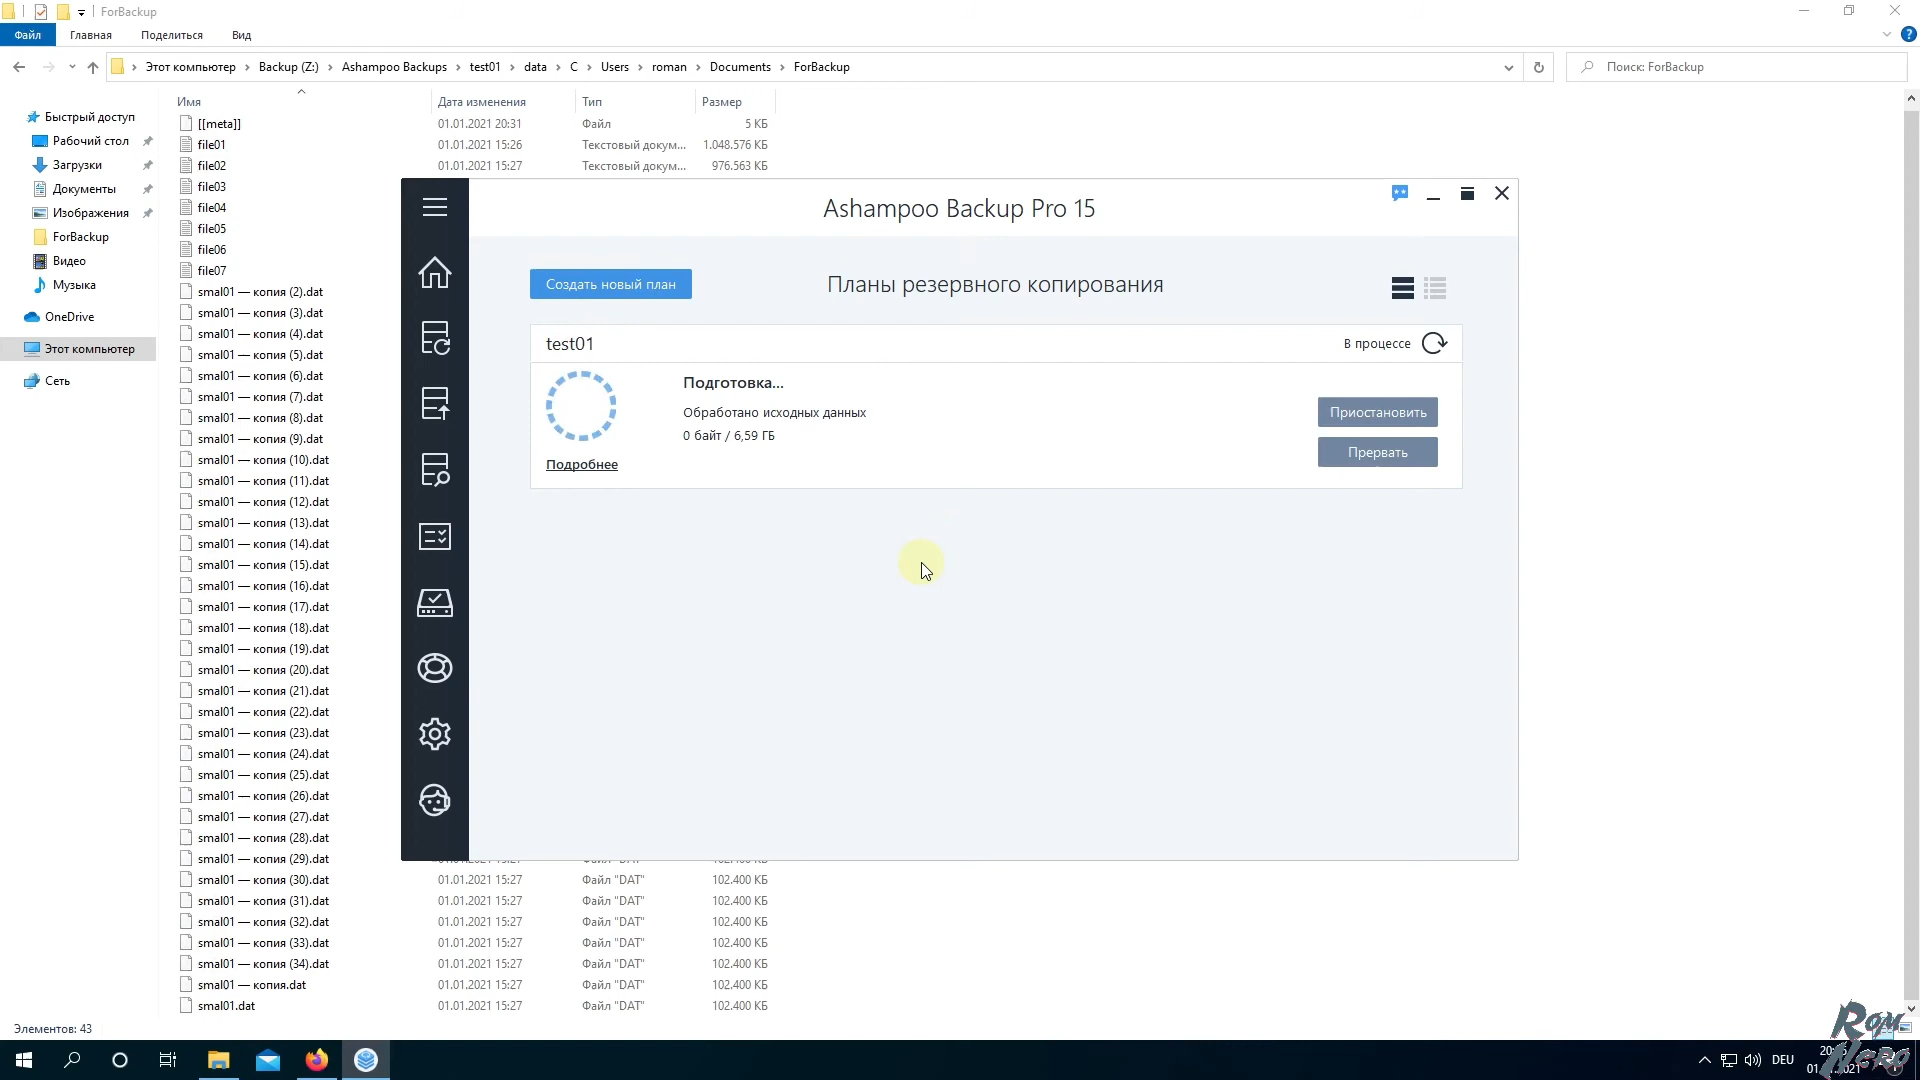 ForBackup
Файл Главная Поделиться Вид
Этот компьютер Backup (Z:) Ashampoo Backups test01 data C Users roman Documents ForBackup
Поиск: ForBackup
Имя Дата изменения Тип Размер
Быстрый доступ
Рабочий стол
Загрузки
Документы
Изображения
ForBackup
Видео
Музыка
OneDrive
Этот компьютер
Сеть
[[meta]] 01.01.2021 20:31 Файл 5 КБ
file01 01.01.2021 15:26 Текстовый докум... 1.048.576 КБ
file02 01.01.2021 15:27 Текстовый докум... 976.563 КБ
file03
file04
file05
file06
file07
smal01 — копия (2).dat
smal01 — копия (3).dat
smal01 — копия (4).dat
smal01 — копия (5).dat
smal01 — копия (6).dat
smal01 — копия (7).dat
smal01 — копия (8).dat
smal01 — копия (9).dat
smal01 — копия (10).dat
smal01 — копия (11).dat
smal01 — копия (12).dat
smal01 — копия (13).dat
smal01 — копия (14).dat
smal01 — копия (15).dat
smal01 — копия (16).dat
smal01 — копия (17).dat
smal01 — копия (18).dat
smal01 — копия (19).dat
smal01 — копия (20).dat
smal01 — копия (21).dat
smal01 — копия (22).dat
smal01 — копия (23).dat
smal01 — копия (24).dat
smal01 — копия (25).dat
smal01 — копия (26).dat
smal01 — копия (27).dat
smal01 — копия (28).dat
smal01 — копия (29).dat
smal01 — копия (30).dat 01.01.2021 15:27 Файл "DAT" 102.400 КБ
smal01 — копия (31).dat 01.01.2021 15:27 Файл "DAT" 102.400 КБ
smal01 — копия (32).dat 01.01.2021 15:27 Файл "DAT" 102.400 КБ
smal01 — копия (33).dat 01.01.2021 15:27 Файл "DAT" 102.400 КБ
smal01 — копия (34).dat 01.01.2021 15:27 Файл "DAT" 102.400 КБ
smal01 — копия.dat 01.01.2021 15:27 Файл "DAT" 102.400 КБ
smal01.dat 01.01.2021 15:27 Файл "DAT" 102.400 КБ
Ashampoo Backup Pro 15
Создать новый план
Планы резервного копирования
test01
В процессе
Подготовка...
Обработано исходных данных
0 байт / 6,59 ГБ
Подробнее
Приостановить
Прервать
Элементов: 43
DEU
Rom
Nero